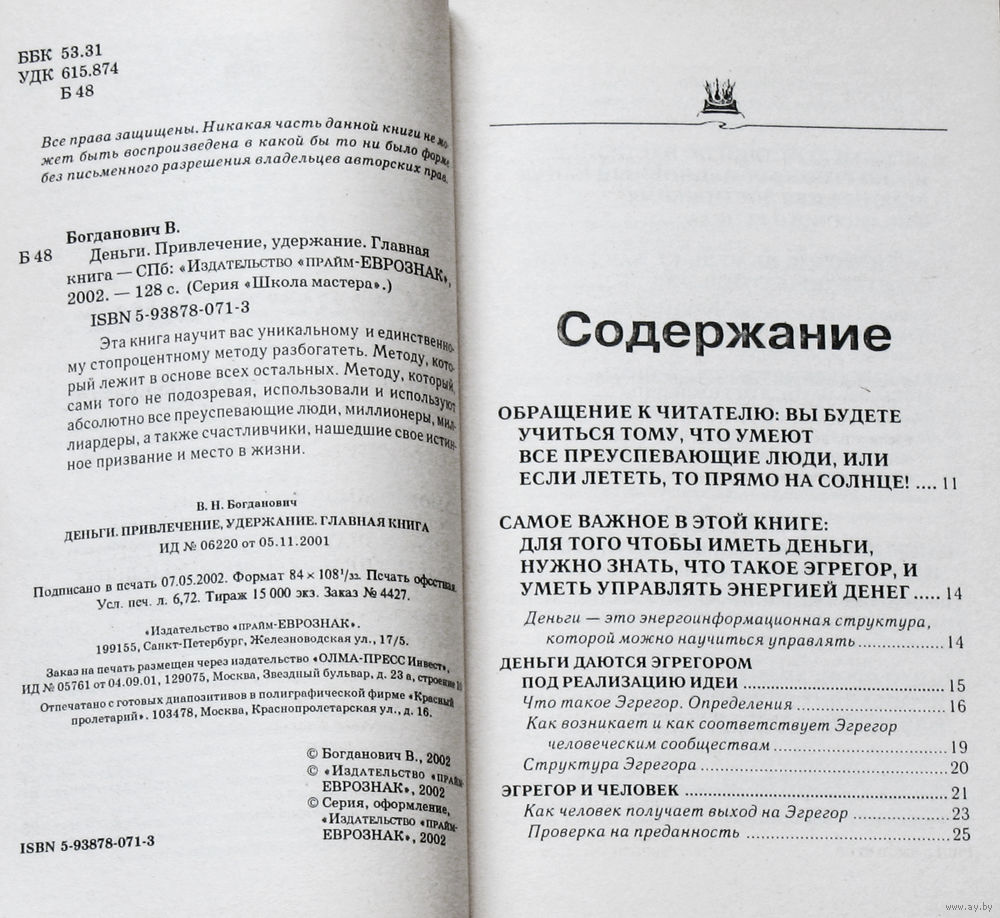 ББК 53.31
УДК 615.874
Б 48
Все права защищены. Никакая часть данной книги не мо-
жет быть воспроизведена в какой бы то ни было форме
без письменного разрешения владельцев авторских прав.
Богданович В.
Б 48 Деньги. Привлечение, удержание. Главная
книга — СПб: «Издательство «ПРАЙМ-ЕВРОЗНАК»,
2002. — 128 с. (Серия «Школа мастера».)
ISBN 5-93878-071-3
Эта книга научит вас уникальному и единственно-
му стопроцентному методу разбогатеть. Методу, кото-
рый лежит в основе всех остальных. Методу, который,
сами того не подозревая, использовали и используют
абсолютно все преуспевающие люди, миллионеры, мил-
лиардеры, а также счастливчики, нашедшие свое истин-
ное призвание и место в жизни.
В. Н. Богданович
ДЕНЬГИ. ПРИВЛЕЧЕНИЕ, УДЕРЖАНИЕ. ГЛАВНАЯ КНИГА
ИД № 06220 от 05.11.2001
Подписано в печать 07.05.2002. Формат 84 × 108 1/32. Печать офсетная.
Усл. печ. л. 6,72. Тираж 15 000 экз. Заказ № 4427.
«Издательство «ПРАЙМ-ЕВРОЗНАК».
199155, Санкт-Петербург, Железноводская ул., 17/5.
Заказ на печать размещен через издательство «ОЛМА-ПРЕСС Инвест»,
ИД № 05761 от 04.09.01, 129075, Москва, Звездный бульвар, д. 23 а, строение 10
Отпечатано с готовых диапозитивов в полиграфической фирме «Красный
пролетарий». 103478, Москва, Краснопролетарская ул., д. 16.
© Богданович В., 2002
© «Издательство «ПРАЙМ-
ЕВРОЗНАК», 2002
© Серия, оформление,
«Издательство «ПРАЙМ-
ЕВРОЗНАК», 2002
ISBN 5-93878-071-3
Содержание
ОБРАЩЕНИЕ К ЧИТАТЕЛЮ: ВЫ БУДЕТЕ
УЧИТЬСЯ ТОМУ, ЧТО УМЕЮТ
ВСЕ ПРЕУСПЕВАЮЩИЕ ЛЮДИ, ИЛИ
ЕСЛИ ЛЕТЕТЬ, ТО ПРЯМО НА СОЛНЦЕ! .... 11
САМОЕ ВАЖНОЕ В ЭТОЙ КНИГЕ:
ДЛЯ ТОГО ЧТОБЫ ИМЕТЬ ДЕНЬГИ,
НУЖНО ЗНАТЬ, ЧТО ТАКОЕ ЭГРЕГОР, И
УМЕТЬ УПРАВЛЯТЬ ЭНЕРГИЕЙ ДЕНЕГ ..... 14
Деньги — это энергоинформационная структура,
которой можно научиться управлять .......... 14
ДЕНЬГИ ДАЮТСЯ ЭГРЕГОРОМ
ПОД РЕАЛИЗАЦИЮ ИДЕИ .......... 15
Что такое Эгрегор. Определения .......... 16
Как возникает и как соответствует Эгрегор
человеческим сообществам .......... 19
Структура Эгрегора .......... 20
ЭГРЕГОР И ЧЕЛОВЕК .......... 21
Как человек получает выход на Эгрегор .......... 23
Проверка на преданность .......... 25
www.ay.by